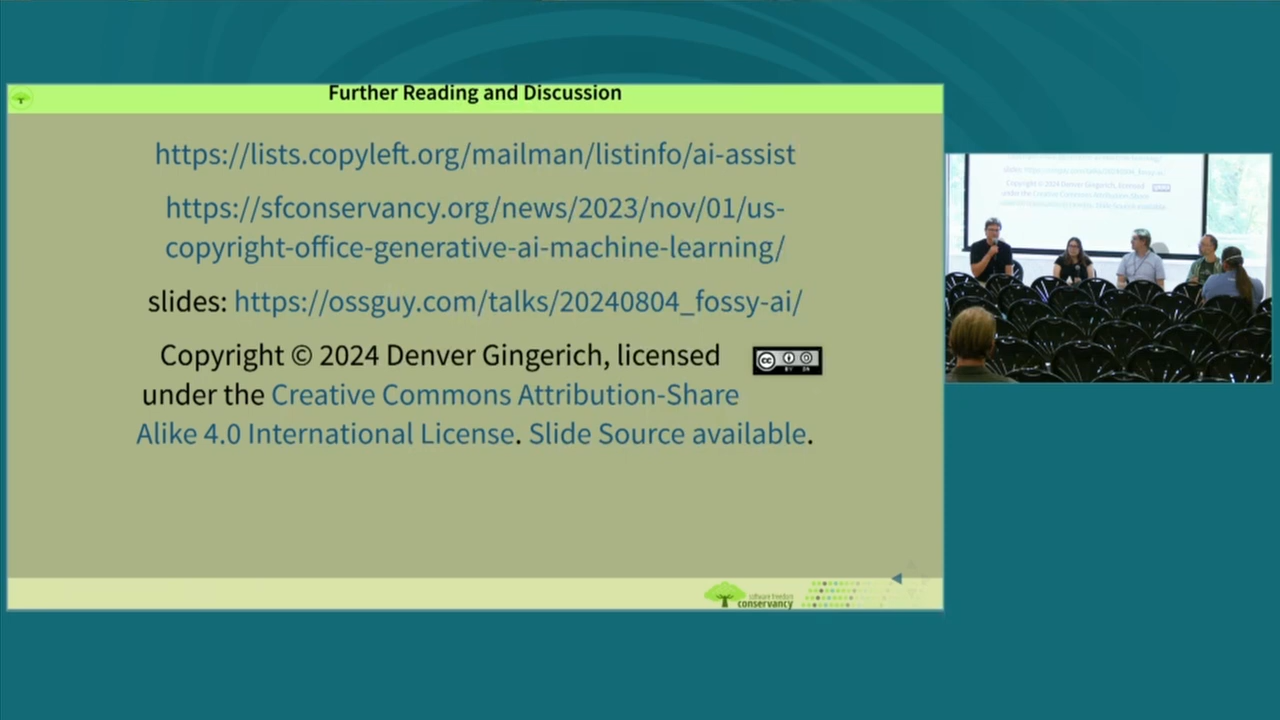 Further Reading and Discussion
https://lists.copyleft.org/mailman/listinfo/ai-assist
https://sfconservancy.org/news/2023/nov/01/us-
copyright-office-generative-ai-machine-learning/
slides: https://ossguy.com/talks/20240804_fossy-ai/
Copyright © 2024 Denver Gingerich, licensed
under the Creative Commons Attribution-Share
Alike 4.0 International License. Slide Source available.
software freedom
conservancy